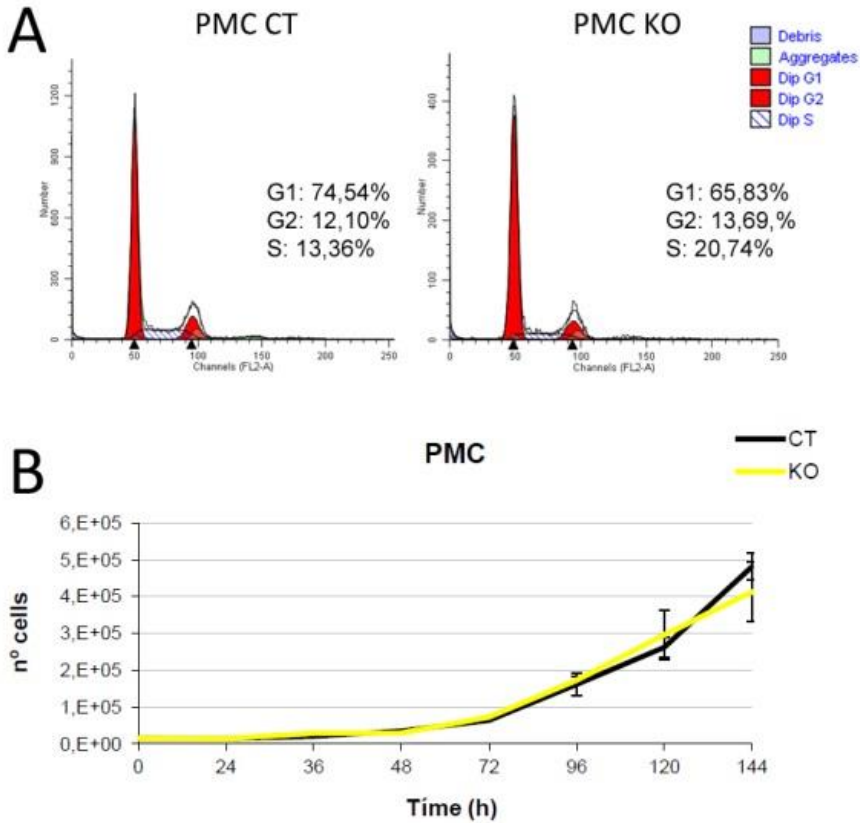 A
PMC CT
PMC KO
Debris
Aggregates
Dip G1
Dip G2
Dip S
Number
1200
900
600
300
0
G1: 74,54%
G2: 12,10%
S: 13,36%
0 50 100 150 200 250
Channels (FL2-A)
Number
400
300
200
100
0
G1: 65,83%
G2: 13,69,%
S: 20,74%
0 50 100 150 200 250
Channels (FL2-A)
B
PMC
CT
KO
nº cells
6,E+05
5,E+05
4,E+05
3,E+05
2,E+05
1,E+05
0,E+00
0 24 36 48 72 96 120 144
Tíme (h)